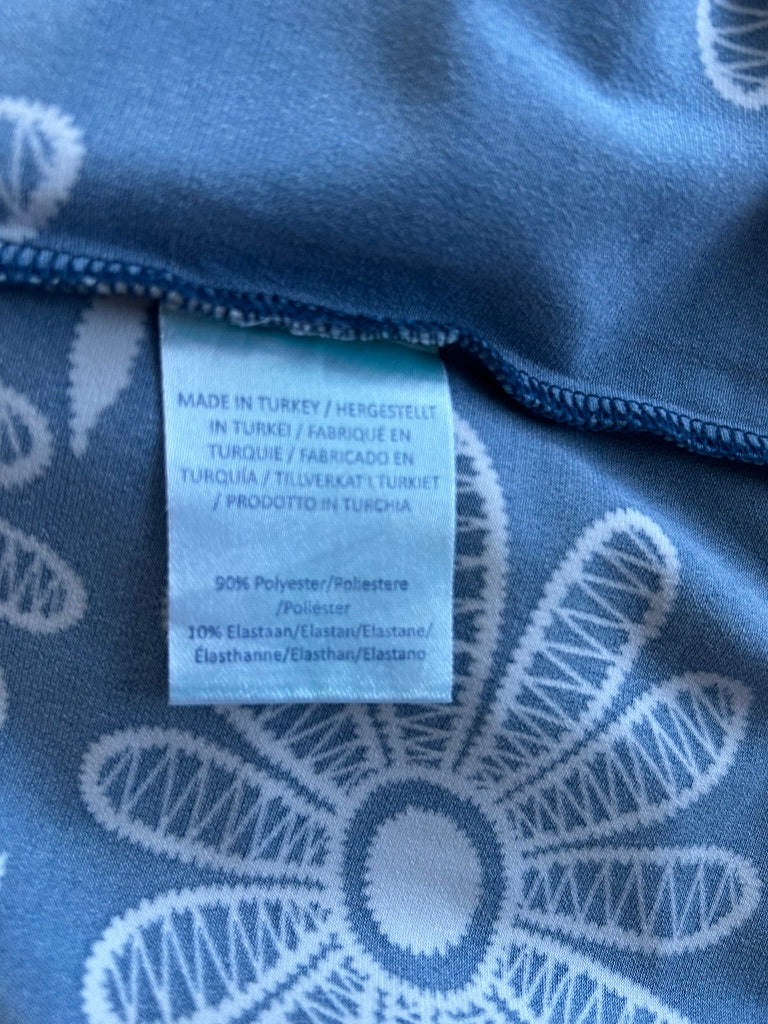 MADE IN TURKEY / HERGESTELLT
IN TURKEI / FABRIQUÉ EN
TURQUIE / FABRICADO EN
TURQUÍA / TILLVERKAT I TURKIET
/ PRODOTTO IN TURCHIA
90% Polyester/Poliestere
/Poliéster
10% Elastaan/Elastan/Elastane/
Élasthanne/Elasthan/Elastano